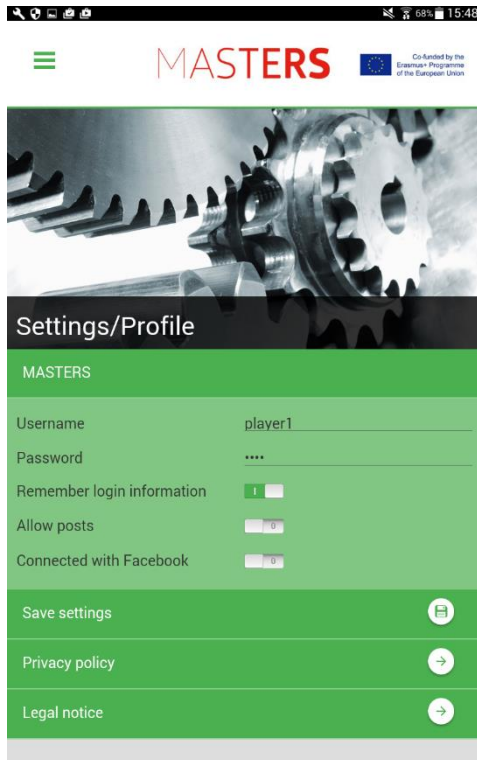 68% 15:48
MASTERS
Co-funded by the
Erasmus+ Programme
of the European Union
Settings/Profile
MASTERS
Username player1
Password ••••
Remember login information I
Allow posts 0
Connected with Facebook 0
Save settings
Privacy policy
Legal notice